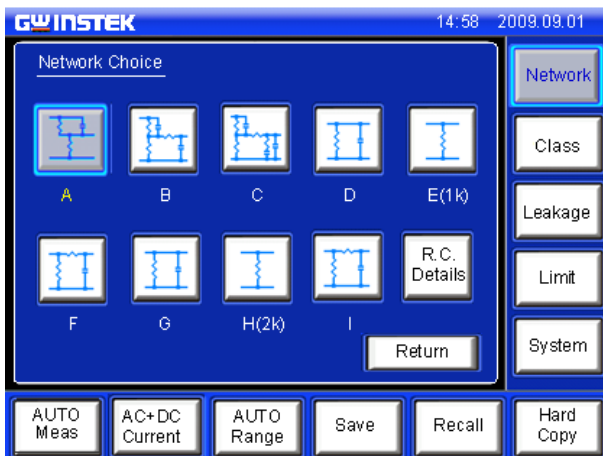 GWINSTEK
14:58 2009.09.01
Network Choice
A
B
C
D
E(1k)
F
G
H(2k)
I
R.C.
Details
Return
Network
Class
Leakage
Limit
System
AUTO
Meas
AC+DC
Current
AUTO
Range
Save
Recall
Hard
Copy